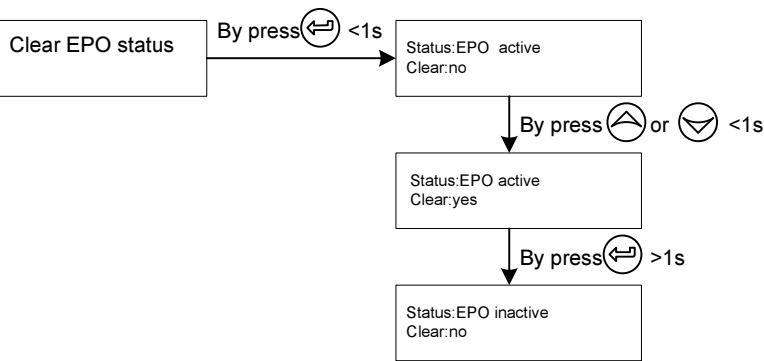 Clear EPO status
By press <1s
Status:EPO active
Clear:no
By press or <1s
Status:EPO active
Clear:yes
By press >1s
Status:EPO inactive
Clear:no